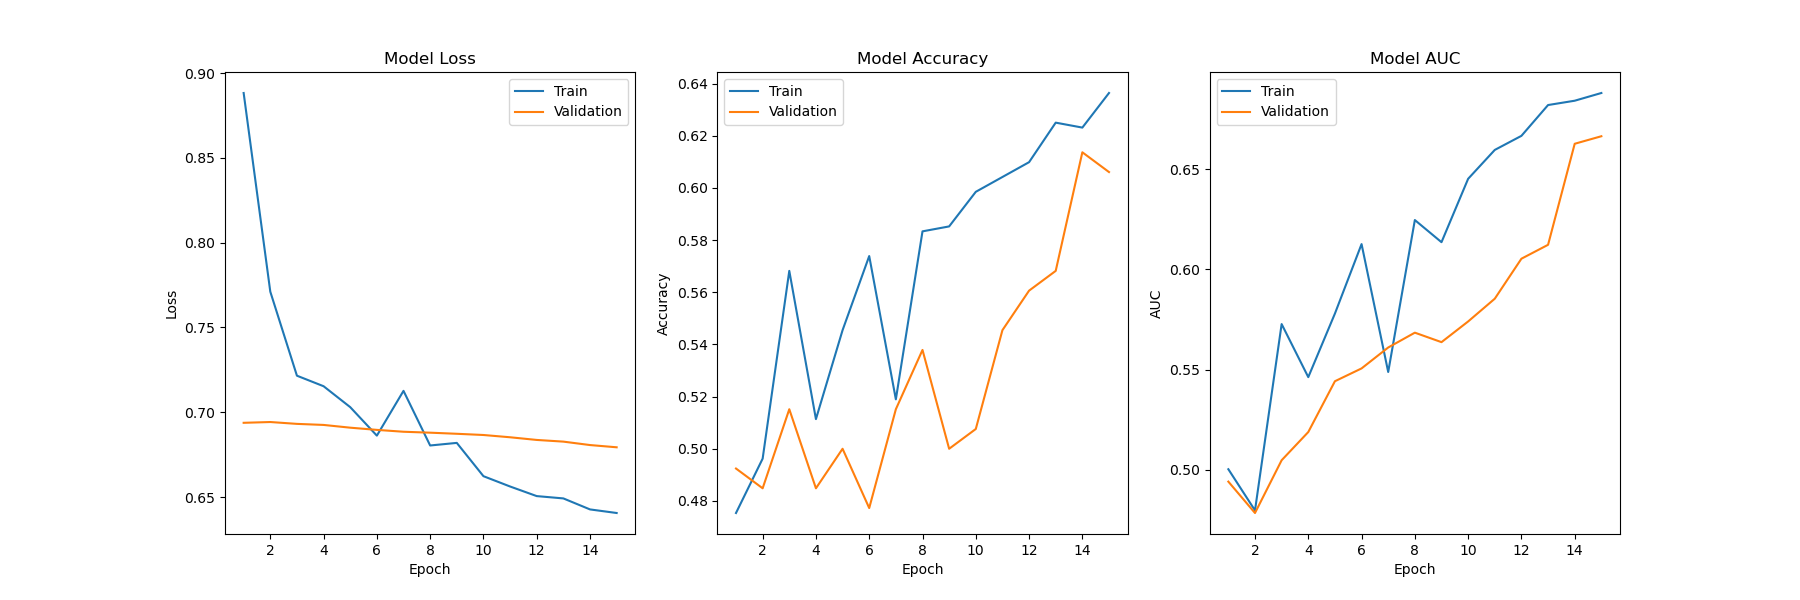 Model Loss
0.90
0.85
0.80
0.75
0.70
0.65
Loss
2 4 6 8 10 12 14
Epoch
Train
Validation
Model Accuracy
0.64
0.62
0.60
0.58
0.56
0.54
0.52
0.50
0.48
Accuracy
2 4 6 8 10 12 14
Epoch
Train
Validation
Model AUC
0.65
0.60
0.55
0.50
AUC
2 4 6 8 10 12 14
Epoch
Train
Validation